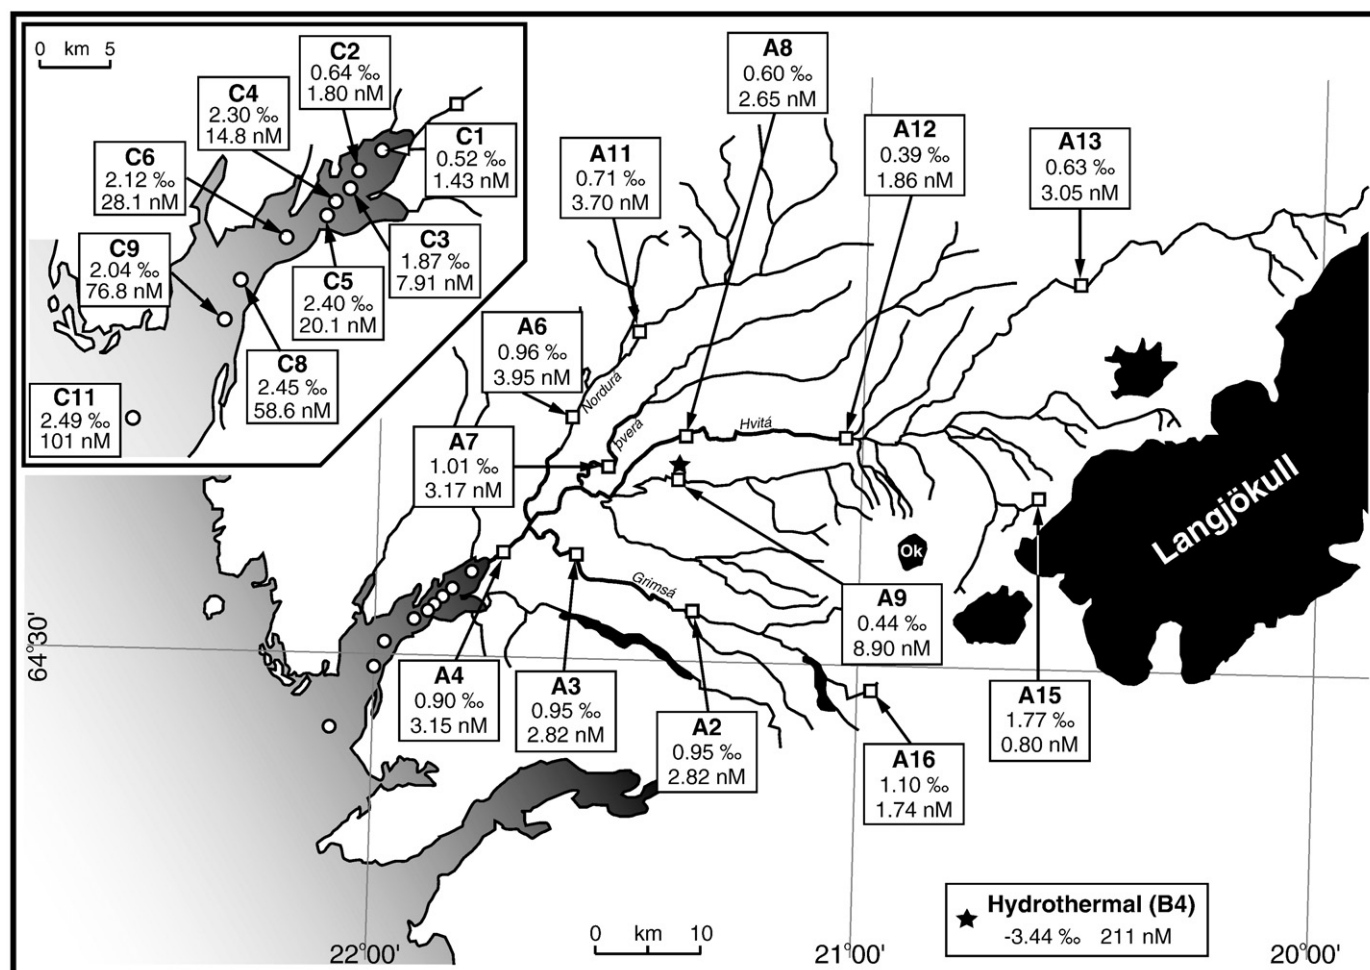 0 km 5
C2
0.64 ‰
1.80 nM
C4
2.30 ‰
14.8 nM
C1
0.52 ‰
1.43 nM
C6
2.12 ‰
28.1 nM
C3
1.87 ‰
7.91 nM
C9
2.04 ‰
76.8 nM
C5
2.40 ‰
20.1 nM
C8
2.45 ‰
58.6 nM
C11
2.49 ‰
101 nM
A8
0.60 ‰
2.65 nM
A12
0.39 ‰
1.86 nM
A13
0.63 ‰
3.05 nM
A11
0.71 ‰
3.70 nM
A6
0.96 ‰
3.95 nM
Nordura
þverá
Hvitá
A7
1.01 ‰
3.17 nM
Langjökull
Ok
Grimsá
A9
0.44 ‰
8.90 nM
64°30'
A4
0.90 ‰
3.15 nM
A3
0.95 ‰
2.82 nM
A2
0.95 ‰
2.82 nM
A15
1.77 ‰
0.80 nM
A16
1.10 ‰
1.74 nM
Hydrothermal (B4)
-3.44 ‰ 211 nM
0 km 10
22°00'
21°00'
20°00'